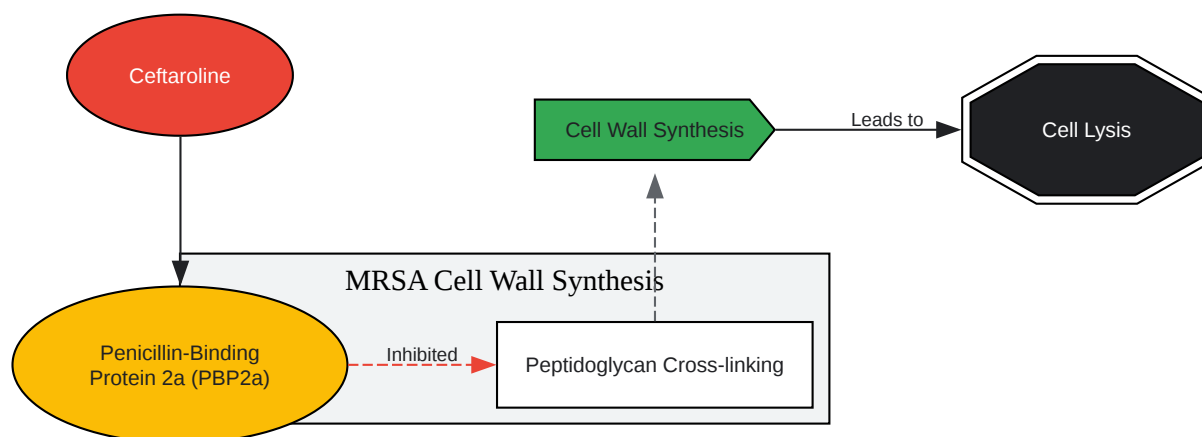 Ceftaroline
Cell Wall Synthesis
Leads to
Cell Lysis
MRSA Cell Wall Synthesis
Penicillin-Binding
Protein 2a (PBP2a)
Inhibited
Peptidoglycan Cross-linking